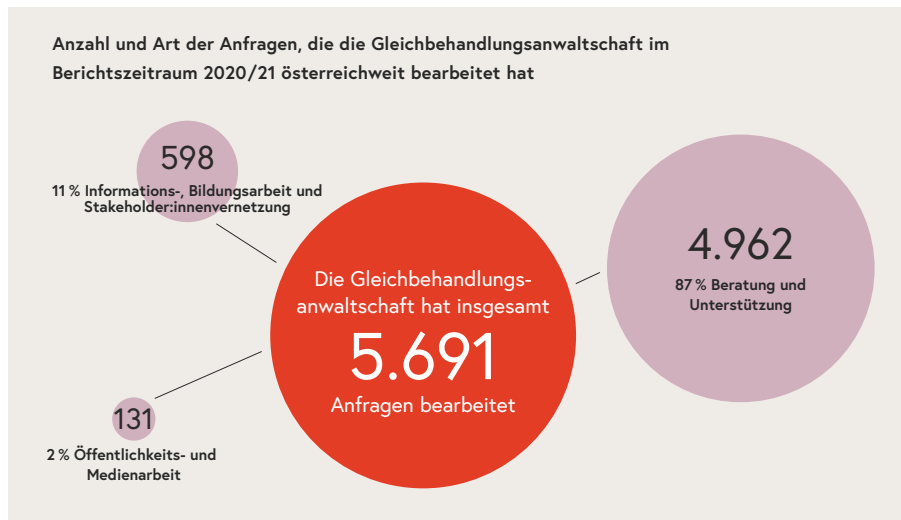 Anzahl und Art der Anfragen, die die Gleichbehandlungsanwaltschaft im
Berichtszeitraum 2020/21 österreichweit bearbeitet hat
598
11 % Informations-, Bildungsarbeit und
Stakeholder:innenvernetzung
4.962
87 % Beratung und
Unterstützung
Die Gleichbehandlungs-
anwaltschaft hat insgesamt
5.691
Anfragen bearbeitet
131
2 % Öffentlichkeits- und
Medienarbeit